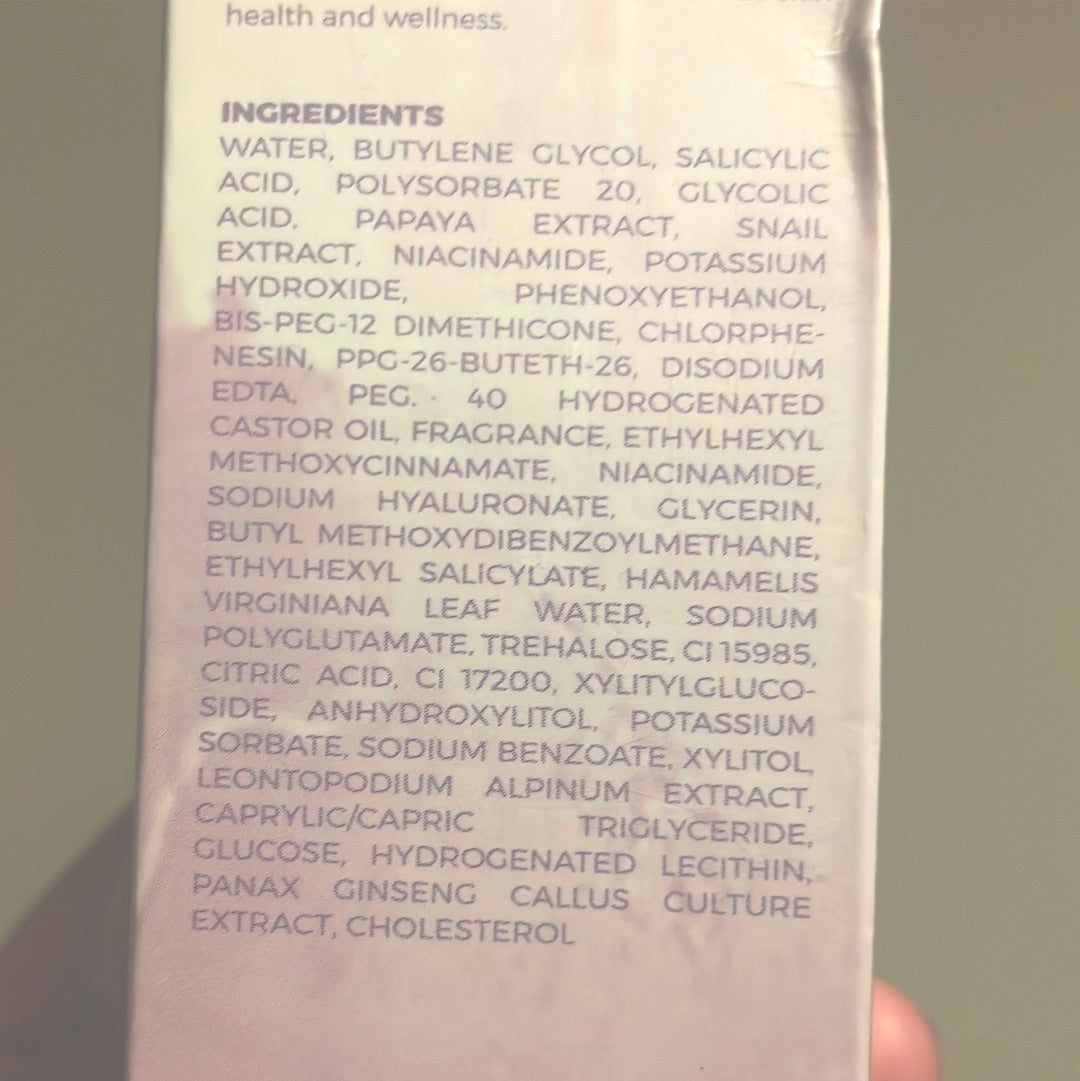 health and wellness.
INGREDIENTS
WATER, BUTYLENE GLYCOL, SALICYLIC
ACID, POLYSORBATE 20, GLYCOLIC
ACID, PAPAYA EXTRACT, SNAIL
EXTRACT, NIACINAMIDE, POTASSIUM
HYDROXIDE, PHENOXYETHANOL,
BIS-PEG-12 DIMETHICONE, CHLORPHE-
NESIN, PPG-26-BUTETH-26, DISODIUM
EDTA, PEG. · 40 HYDROGENATED
CASTOR OIL, FRAGRANCE, ETHYLHEXYL
METHOXYCINNAMATE, NIACINAMIDE,
SODIUM HYALURONATE, GLYCERIN,
BUTYL METHOXYDIBENZOYLMETHANE,
ETHYLHEXYL SALICYLATE, HAMAMELIS
VIRGINIANA LEAF WATER, SODIUM
POLYGLUTAMATE, TREHALOSE, CI 15985,
CITRIC ACID, CI 17200, XYLITYLGLUCO-
SIDE, ANHYDROXYLITOL, POTASSIUM
SORBATE, SODIUM BENZOATE, XYLITOL,
LEONTOPODIUM ALPINUM EXTRACT,
CAPRYLIC/CAPRIC TRIGLYCERIDE,
GLUCOSE, HYDROGENATED LECITHIN,
PANAX GINSENG CALLUS CULTURE
EXTRACT, CHOLESTEROL